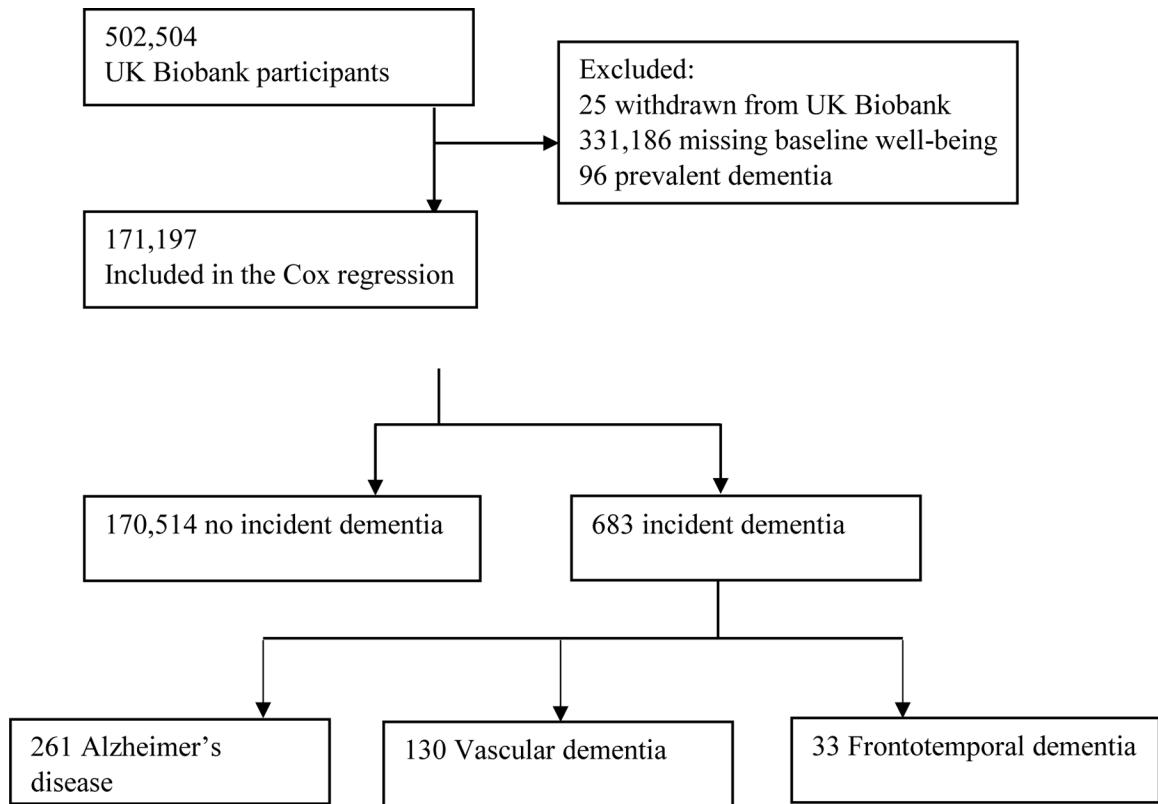 502,504
UK Biobank participants
Excluded:
25 withdrawn from UK Biobank
331,186 missing baseline well-being
96 prevalent dementia
171,197
Included in the Cox regression
170,514 no incident dementia
683 incident dementia
261 Alzheimer’s
disease
130 Vascular dementia
33 Frontotemporal dementia